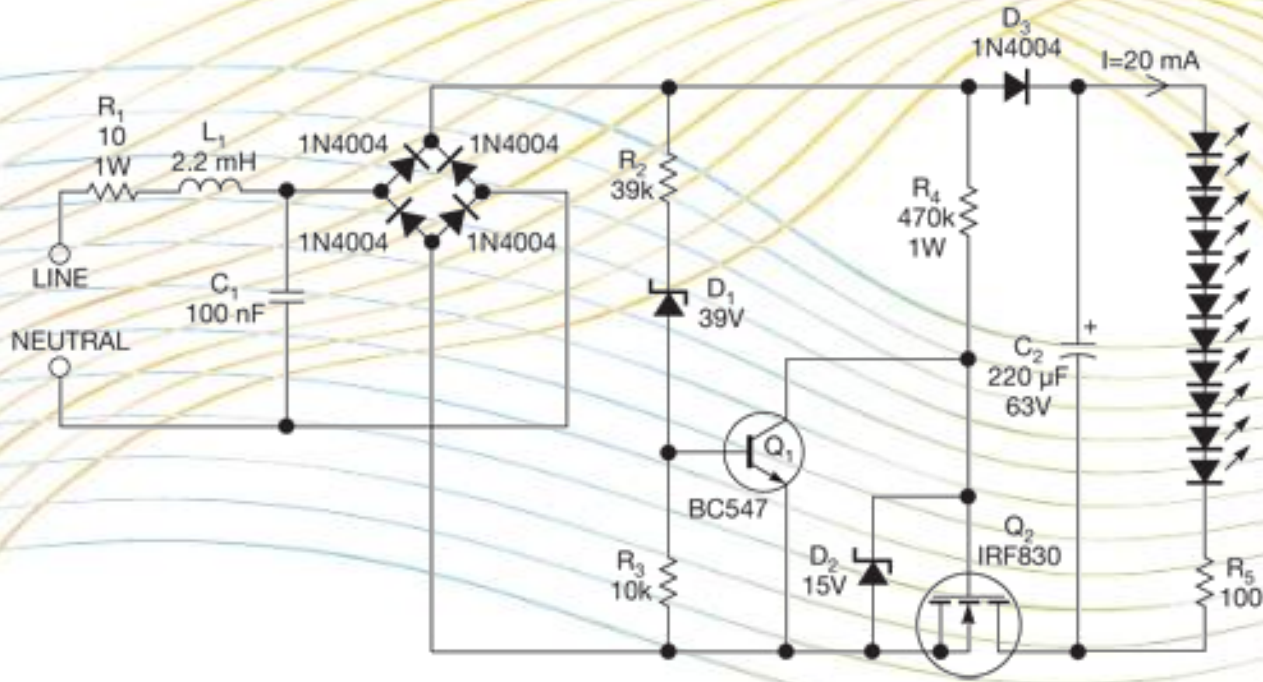 D₃
1N4004
I=20 mA
R₁
10
1W
L₁
2.2 mH
1N4004
1N4004
1N4004
1N4004
R₂
39k
R₄
470k
1W
LINE
C₁
100 nF
D₁
39V
NEUTRAL
C₂
220 µF
63V
+
Q₁
BC547
Q₂
IRF830
R₃
10k
D₂
15V
R₅
100